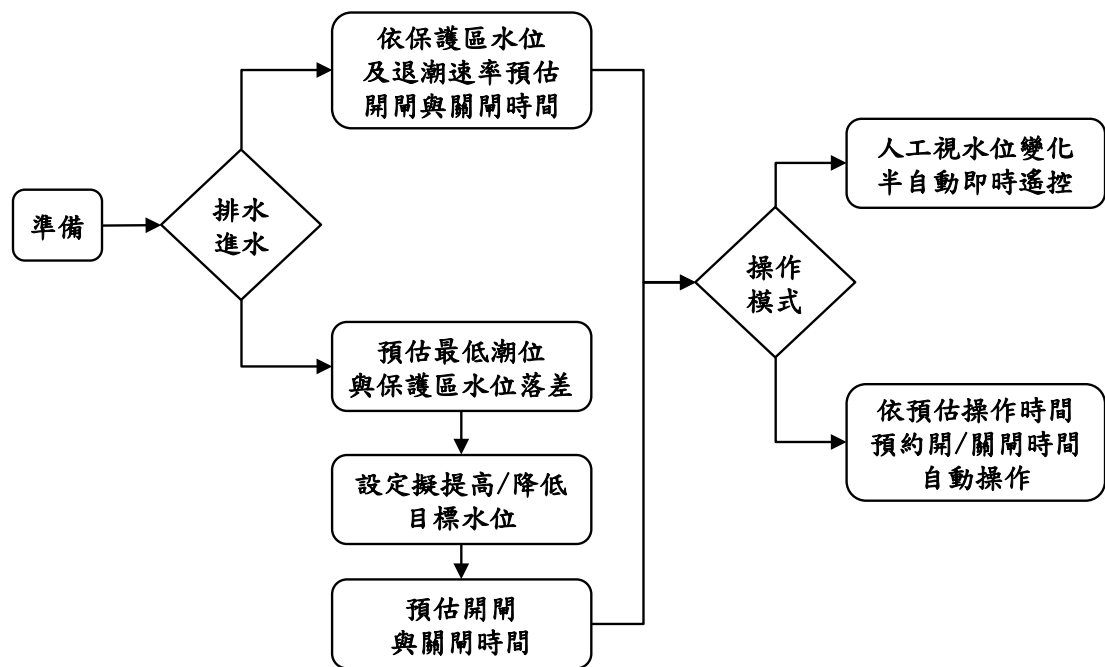 準備
排水
進水
依保護區水位
及退潮速率預估
開閘與關閘時間
預估最低潮位
與保護區水位落差
設定擬提高/降低
目標水位
預估開閘
與關閘時間
操作
模式
人工視水位變化
半自動即時遙控
依預估操作時間
預約開/關閘時間
自動操作